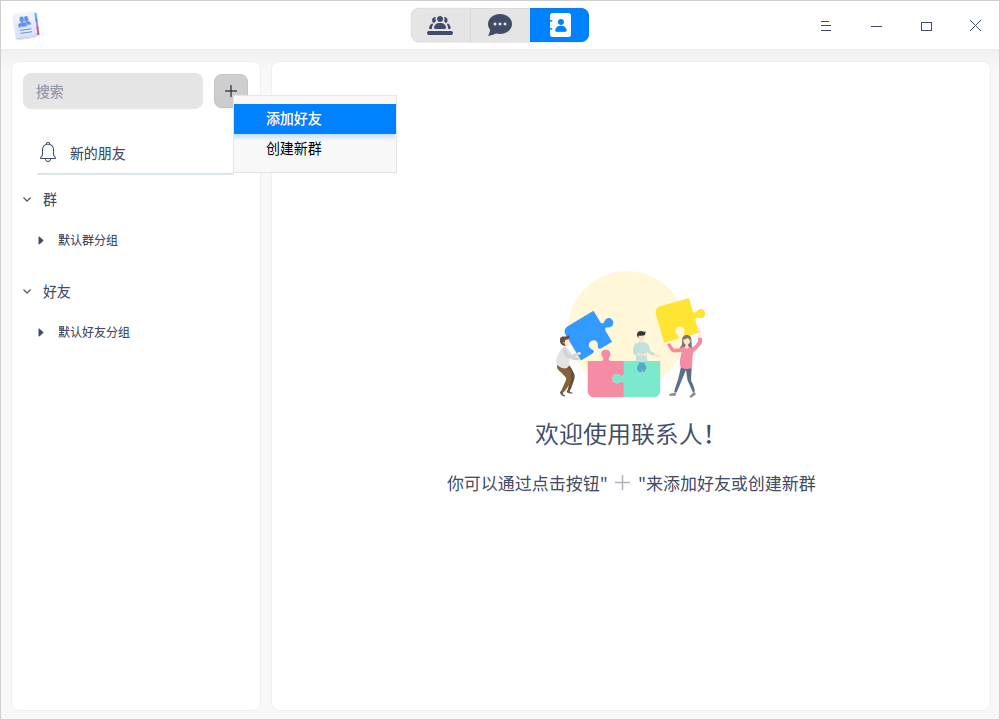 搜索
添加好友
创建新群
新的朋友
群
默认群分组
好友
默认好友分组
欢迎使用联系人！
你可以通过点击按钮" + "来添加好友或创建新群